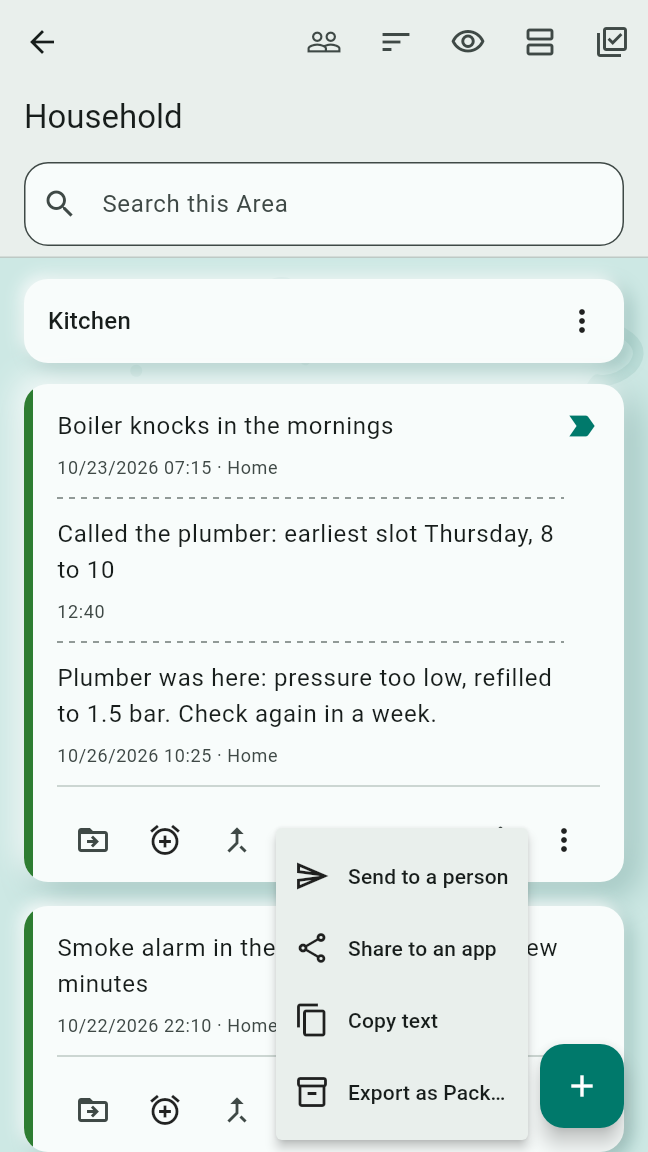 Household
Search this Area
Kitchen
Boiler knocks in the mornings
10/23/2026 07:15 · Home
Called the plumber: earliest slot Thursday, 8
to 10
12:40
Plumber was here: pressure too low, refilled
to 1.5 bar. Check again in a week.
10/26/2026 10:25 · Home
Send to a person
Smoke alarm in the
Share to an app
minutes
10/22/2026 22:10 · Home
Copy text
Export as Pack...